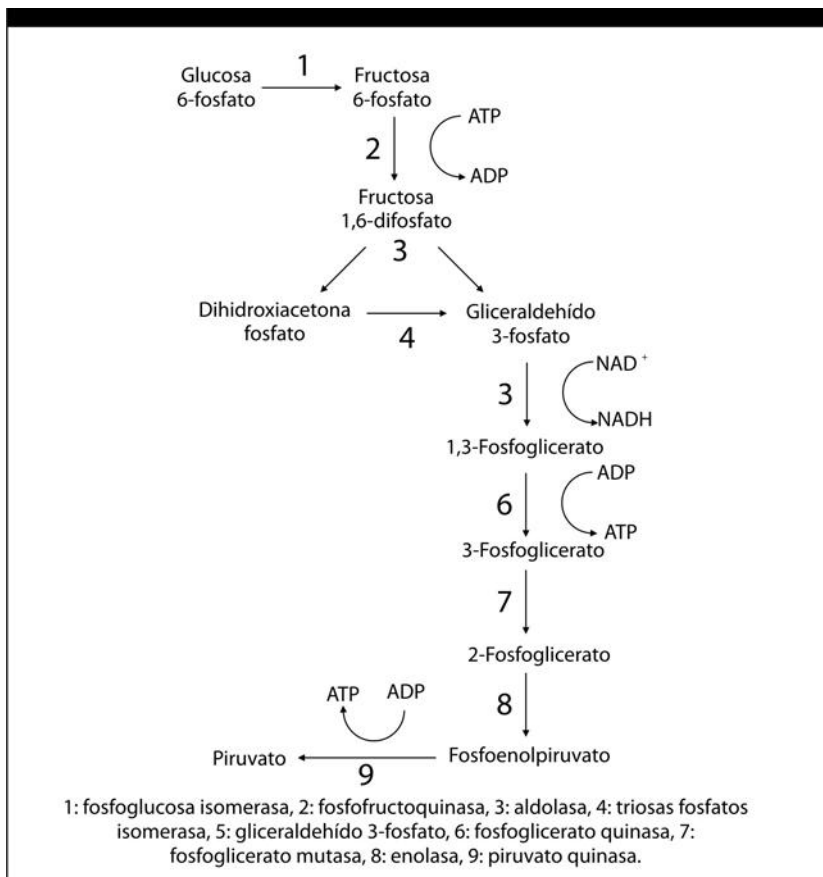 1
Glucosa
6-fosfato
Fructosa
6-fosfato
2
ATP
ADP
Fructosa
1,6-difosfato
3
Dihidroxiacetona
fosfato
4
Gliceraldehído
3-fosfato
3
NAD +
NADH
1,3-Fosfoglicerato
6
ADP
ATP
3-Fosfoglicerato
7
2-Fosfoglicerato
8
ATP
ADP
Piruvato
9
Fosfoenolpiruvato
1: fosfoglucosa isomerasa, 2: fosfofructoquinasa, 3: aldolasa, 4: triosas fosfatos
isomerasa, 5: gliceraldehído 3-fosfato, 6: fosfoglicerato quinasa, 7:
fosfoglicerato mutasa, 8: enolasa, 9: piruvato quinasa.